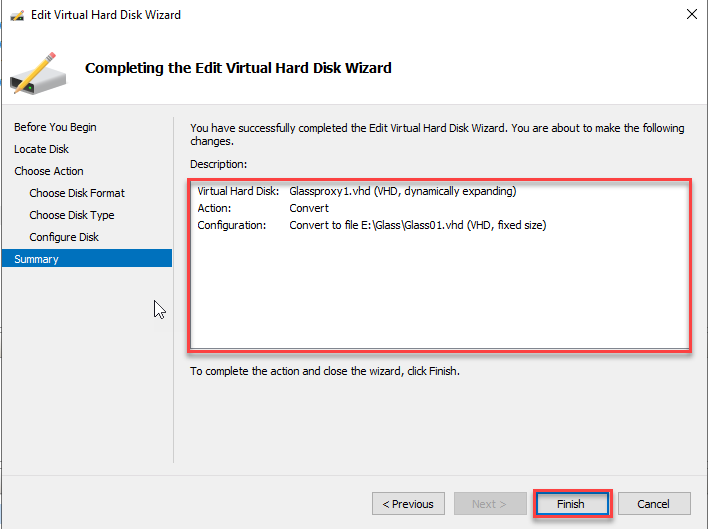 Edit Virtual Hard Disk Wizard
Completing the Edit Virtual Hard Disk Wizard
Before You Begin
Locate Disk
Choose Action
Choose Disk Format
Choose Disk Type
Configure Disk
Summary
You have successfully completed the Edit Virtual Hard Disk Wizard. You are about to make the following
changes.
Description:
Virtual Hard Disk: Glassproxy1.vhd (VHD, dynamically expanding)
Action: Convert
Configuration: Convert to file E:\Glass\Glass01.vhd (VHD, fixed size)
To complete the action and close the wizard, click Finish.
< Previous
Next >
Finish
Cancel